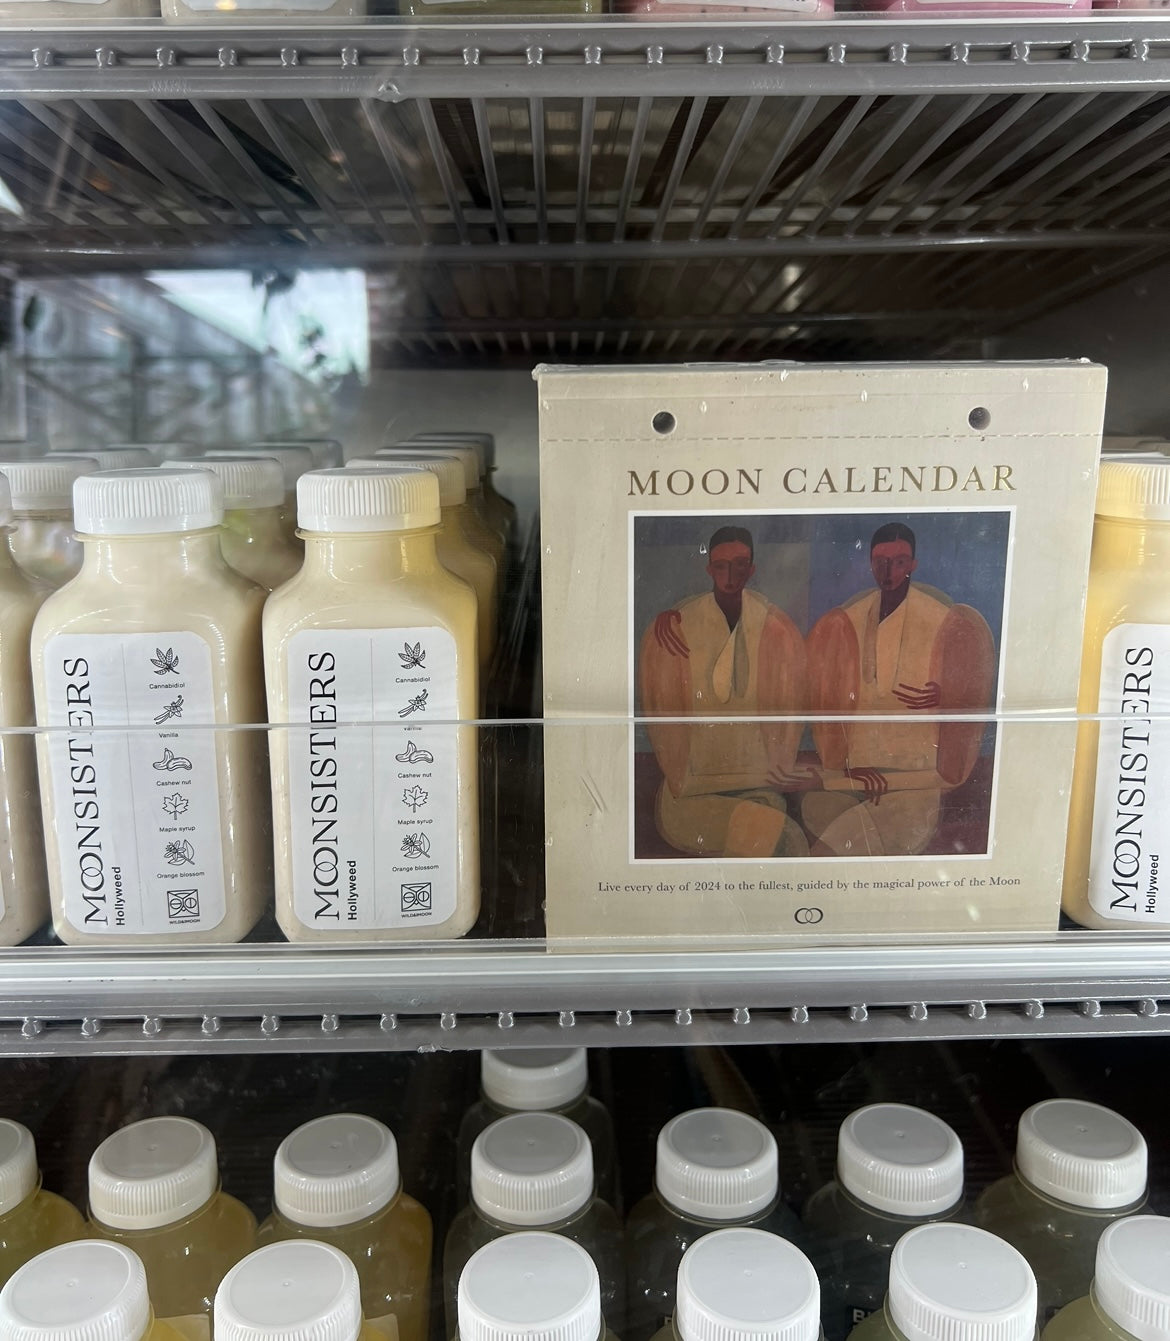 MOONSISTERS
Hollyweed
Cannabidiol
Vanilla
Cashew nut
Maple syrup
Orange blossom
WILD&MOON
MOONSISTERS
Hollyweed
Cannabidiol
Vanilla
Cashew nut
Maple syrup
Orange blossom
WILD&MOON
MOON CALENDAR
Live every day of 2024 to the fullest, guided by the magical power of the Moon
MOONSISTERS
Hollyweed